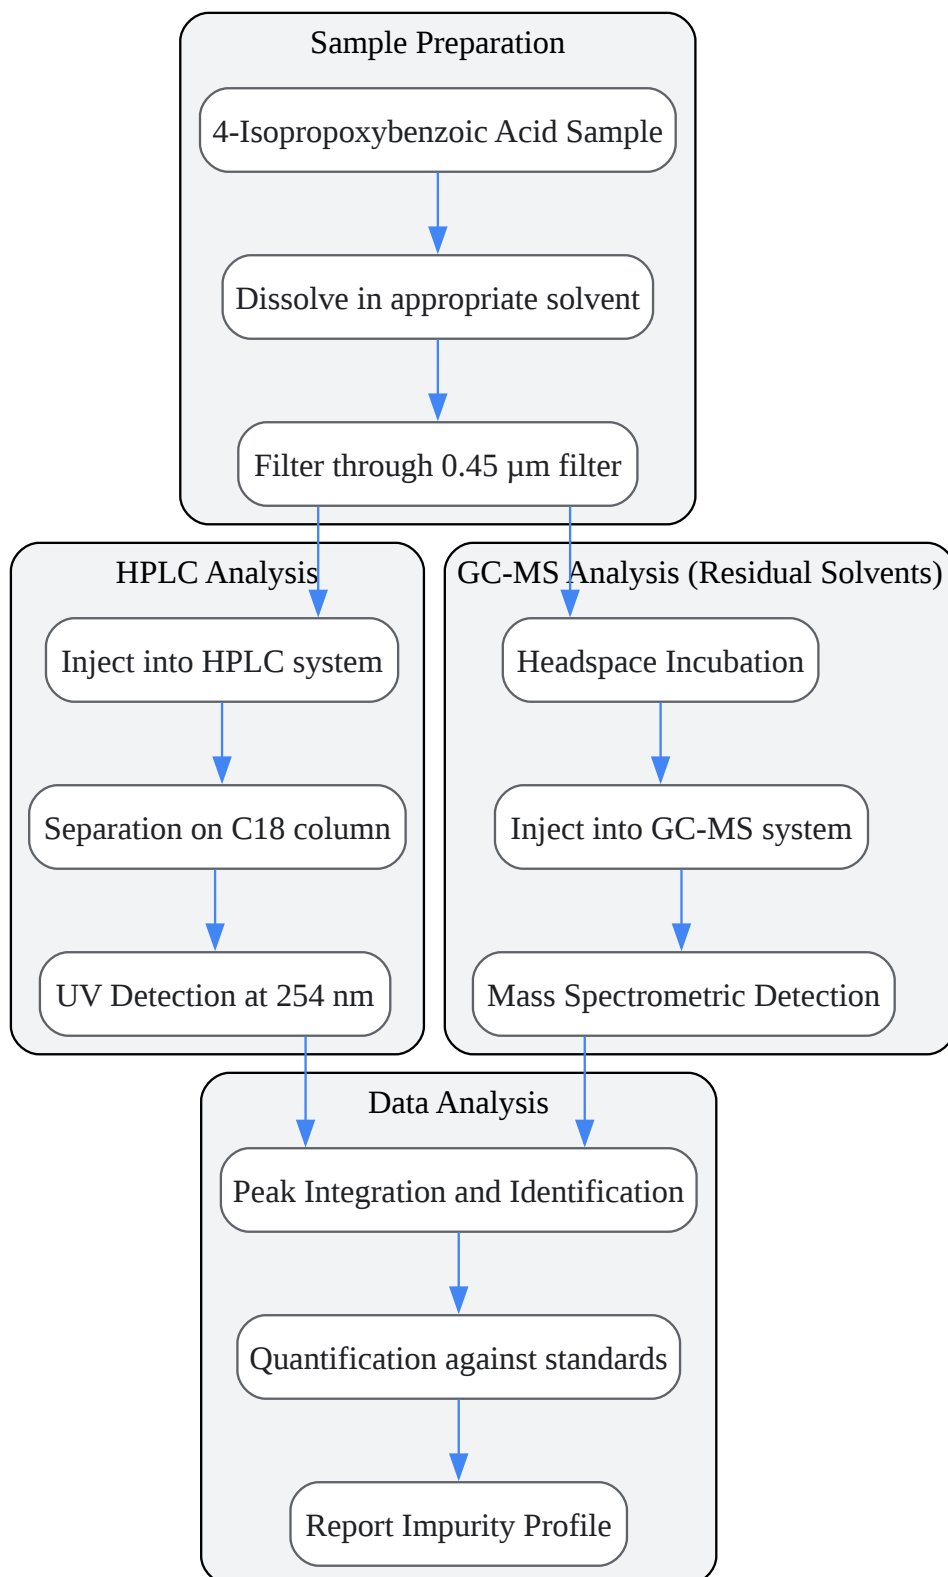 Sample Preparation
4-Isopropoxybenzoic Acid Sample
Dissolve in appropriate solvent
Filter through 0.45 µm filter
HPLC Analysis
Inject into HPLC system
Separation on C18 column
UV Detection at 254 nm
GC-MS Analysis (Residual Solvents)
Headspace Incubation
Inject into GC-MS system
Mass Spectrometric Detection
Data Analysis
Peak Integration and Identification
Quantification against standards
Report Impurity Profile